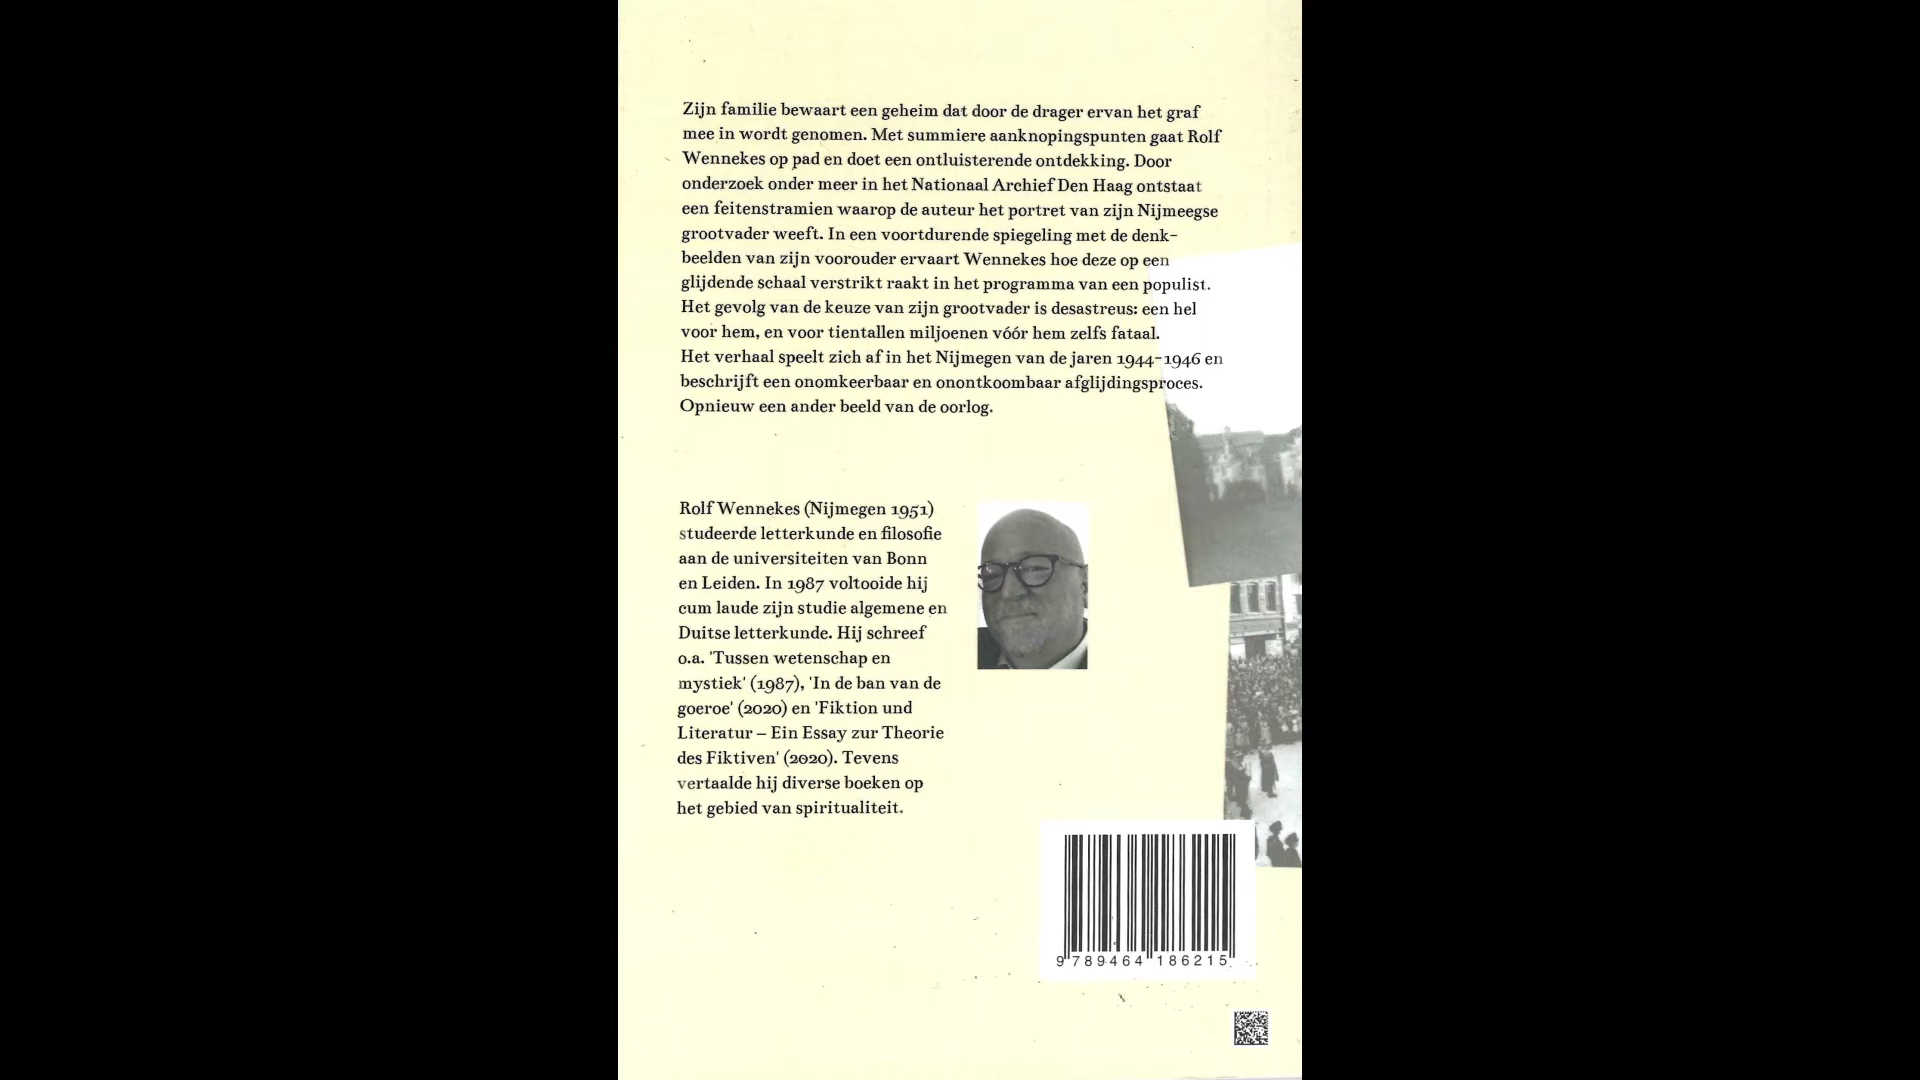 Zijn familie bewaart een geheim dat door de drager ervan het graf
mee in wordt genomen. Met summiere aanknopingspunten gaat Rolf
Wennekes op pad en doet een ontluisterende ontdekking. Door
onderzoek onder meer in het Nationaal Archief Den Haag ontstaat
een feitenstramien waarop de auteur het portret van zijn Nijmeegse
grootvader weeft. In een voortdurende spiegeling met de denk-
beelden van zijn voorouder ervaart Wennekes hoe deze op een
glijdende schaal verstrikt raakt in het programma van een populist.
Het gevolg van de keuze van zijn grootvader is desastreus: een hel
voor hem, en voor tientallen miljoenen vóór hem zelfs fataal.
Het verhaal speelt zich af in het Nijmegen van de jaren 1944-1946 en
beschrijft een onomkeerbaar en onontkoombaar afglijdingsproces.
Opnieuw een ander beeld van de oorlog.
Rolf Wennekes (Nijmegen 1951)
studeerde letterkunde en filosofie
aan de universiteiten van Bonn
en Leiden. In 1987 voltooide hij
cum laude zijn studie algemene en
Duitse letterkunde. Hij schreef
o.a. 'Tussen wetenschap en
mystiek' (1987), 'In de ban van de
goeroe' (2020) en 'Fiktion und
Literatur – Ein Essay zur Theorie
des Fiktiven' (2020). Tevens
vertaalde hij diverse boeken op
het gebied van spiritualiteit.
9 789464 186215